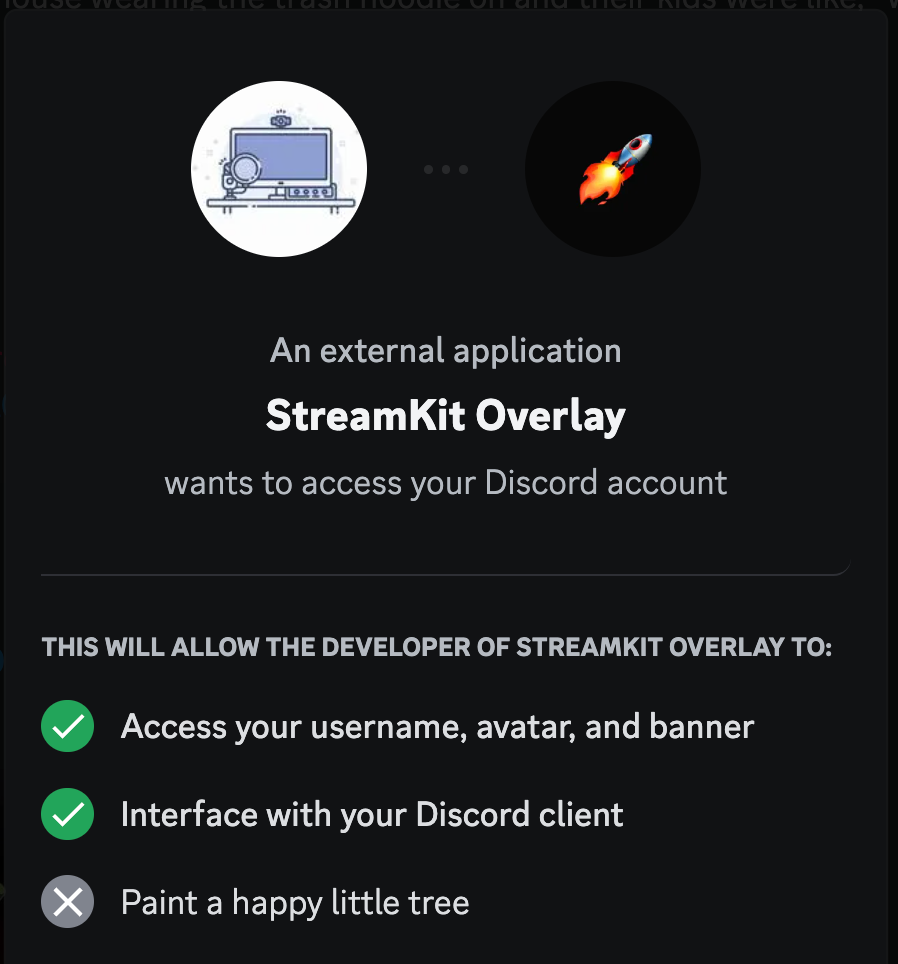 ouse wearing the trash hoodie on and their kids were like,
An external application
StreamKit Overlay
wants to access your Discord account
THIS WILL ALLOW THE DEVELOPER OF STREAMKIT OVERLAY TO:
Access your username, avatar, and banner
Interface with your Discord client
Paint a happy little tree